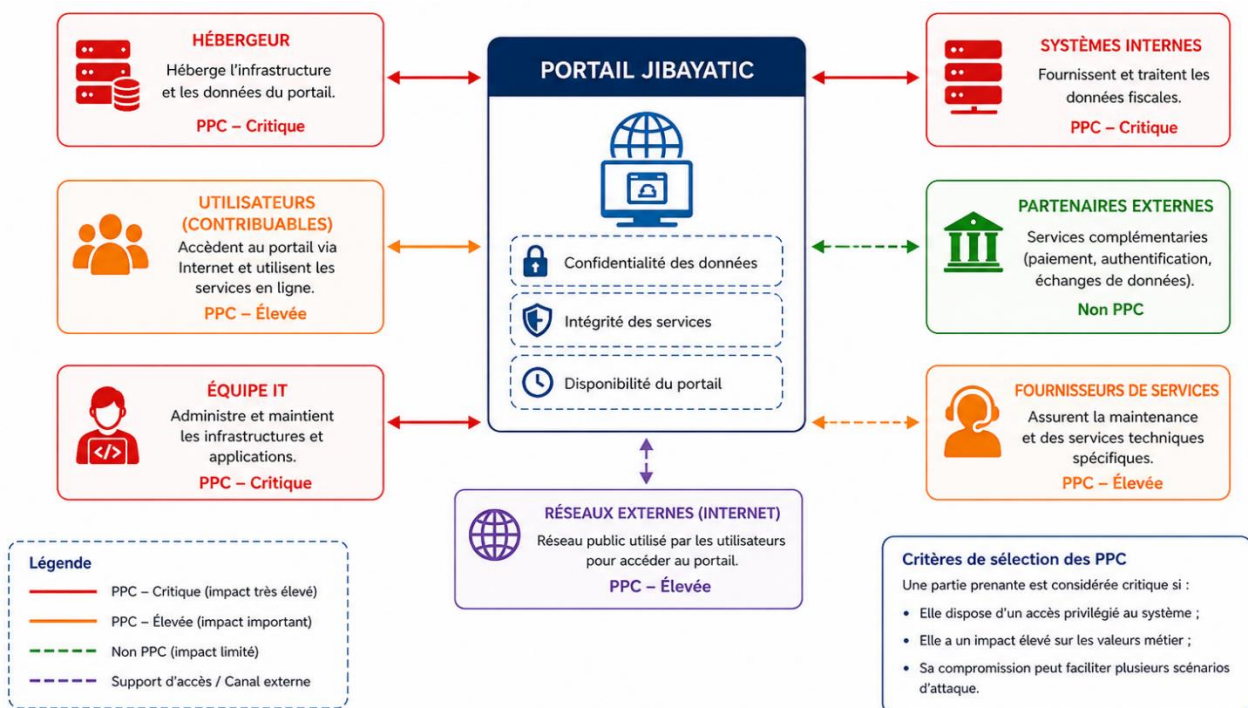 HÉBERGEUR
Héberge l'infrastructure
et les données du portail.
PPC – Critique
UTILISATEURS
(CONTRIBUABLES)
Accèdent au portail via
Internet et utilisent les
services en ligne.
PPC – Élevée
ÉQUIPE IT
Administre et maintient
les infrastructures et
applications.
PPC – Critique
PORTAIL JIBAYATIC
Confidentialité des données
Intégrité des services
Disponibilité du portail
SYSTÈMES INTERNES
Fournissent et traitent les
données fiscales.
PPC – Critique
PARTENAIRES EXTERNES
Services complémentaries
(paiement, authentification,
échanges de données).
Non PPC
FOURNISSEURS DE SERVICES
Assurent la maintenance
et des services techniques
spécifiques.
PPC – Élevée
RÉSEAUX EXTERNES (INTERNET)
Réseau public utilisé par les utilisateurs
pour accéder au portail.
PPC – Élevée
Légende
PPC – Critique (impact très élevé)
PPC – Élevée (impact important)
Non PPC (impact limité)
Support d'accès / Canal externe
Critères de sélection des PPC
Une partie prenante est considérée critique si :
• Elle dispose d'un accès privilégié au système ;
• Elle a un impact élevé sur les valeurs métier ;
• Sa compromission peut faciliter plusieurs scénarios
d'attaque.